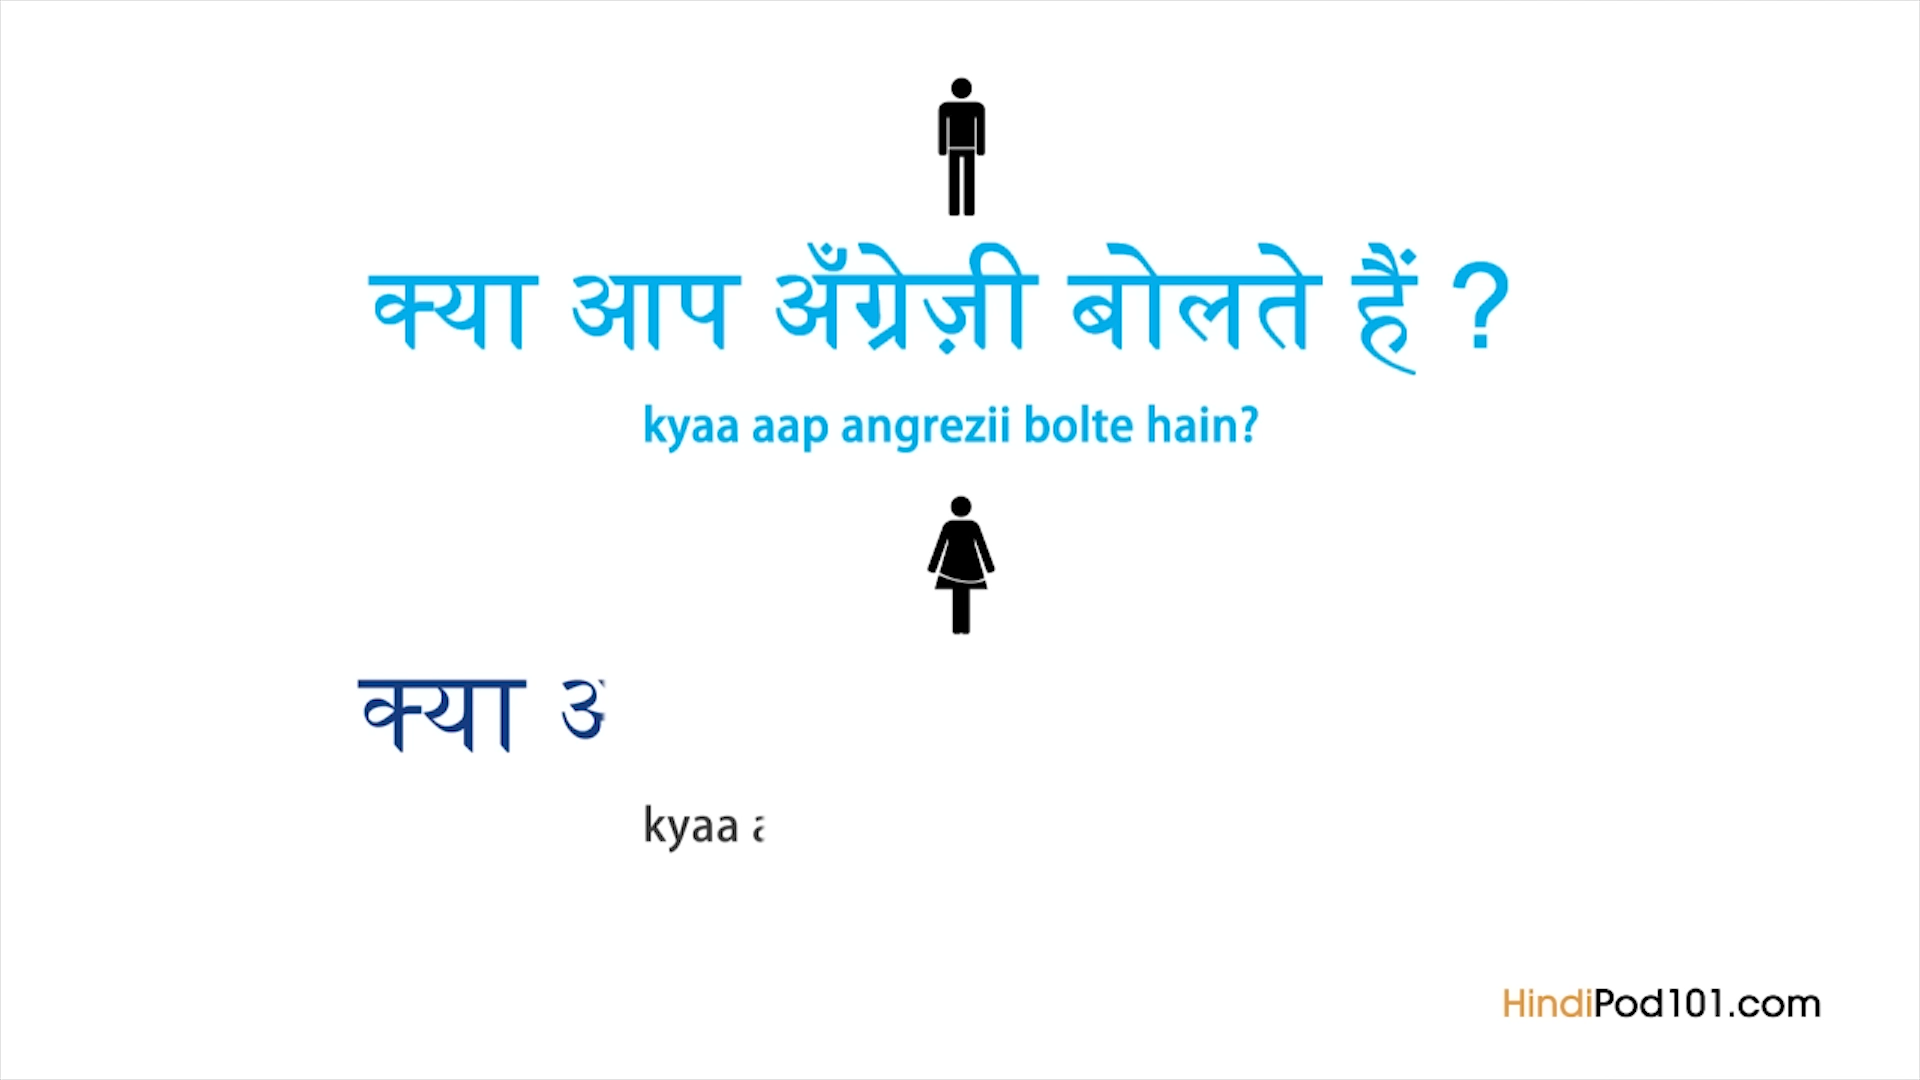 क्या आप अँग्रेज़ी बोलते हैं ?
kyaa aap angrezii bolte hain?
क्या
kyaa
HindiPod101.com